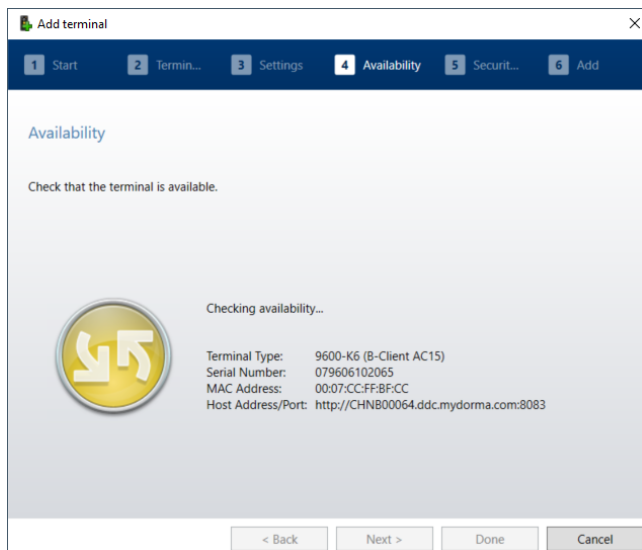 Add terminal
1 Start 2 Termin... 3 Settings 4 Availability 5 Securit... 6 Add
Availability
Check that the terminal is available.
Checking availability...
Terminal Type: 9600-K6 (B-Client AC15)
Serial Number: 079606102065
MAC Address: 00:07:CC:FF:BF:CC
Host Address/Port: http://CHNB00064.ddc.mydorma.com:8083
< Back Next > Done Cancel